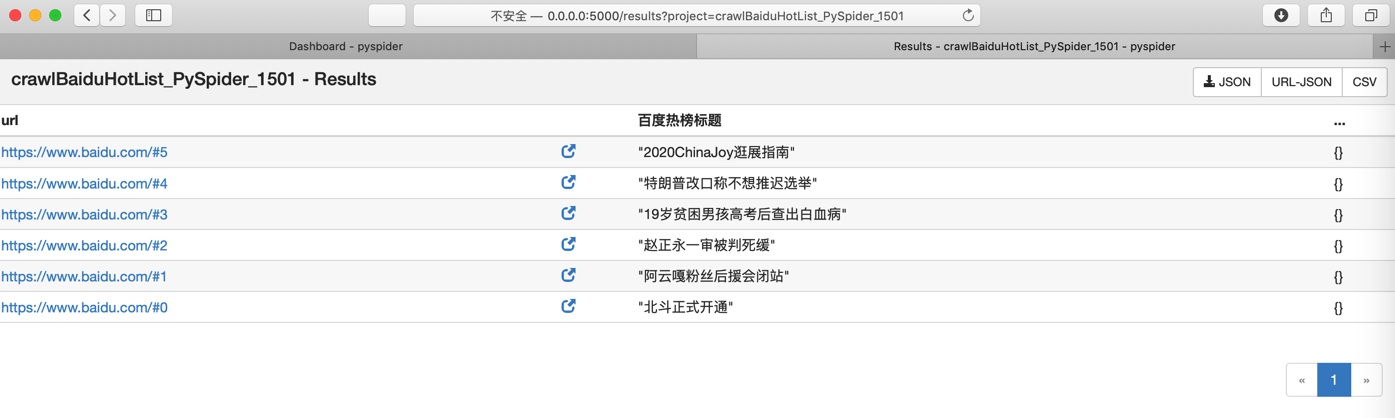 不安全 — 0.0.0.0:5000/results?project=crawlBaiduHotList_PySpider_1501
Dashboard - pyspider
Results - crawlBaiduHotList_PySpider_1501 - pyspider
+
crawlBaiduHotList_PySpider_1501 - Results
JSON
URL-JSON
CSV
url 百度热榜标题 ...
https://www.baidu.com/#5 "2020ChinaJoy逛展指南" {}
https://www.baidu.com/#4 "特朗普改口称不想推迟选举" {}
https://www.baidu.com/#3 "19岁贫困男孩高考后查出白血病" {}
https://www.baidu.com/#2 "赵正永一审被判死缓" {}
https://www.baidu.com/#1 "阿云嘎粉丝后援会闭站" {}
https://www.baidu.com/#0 "北斗正式开通" {}
« 1 »